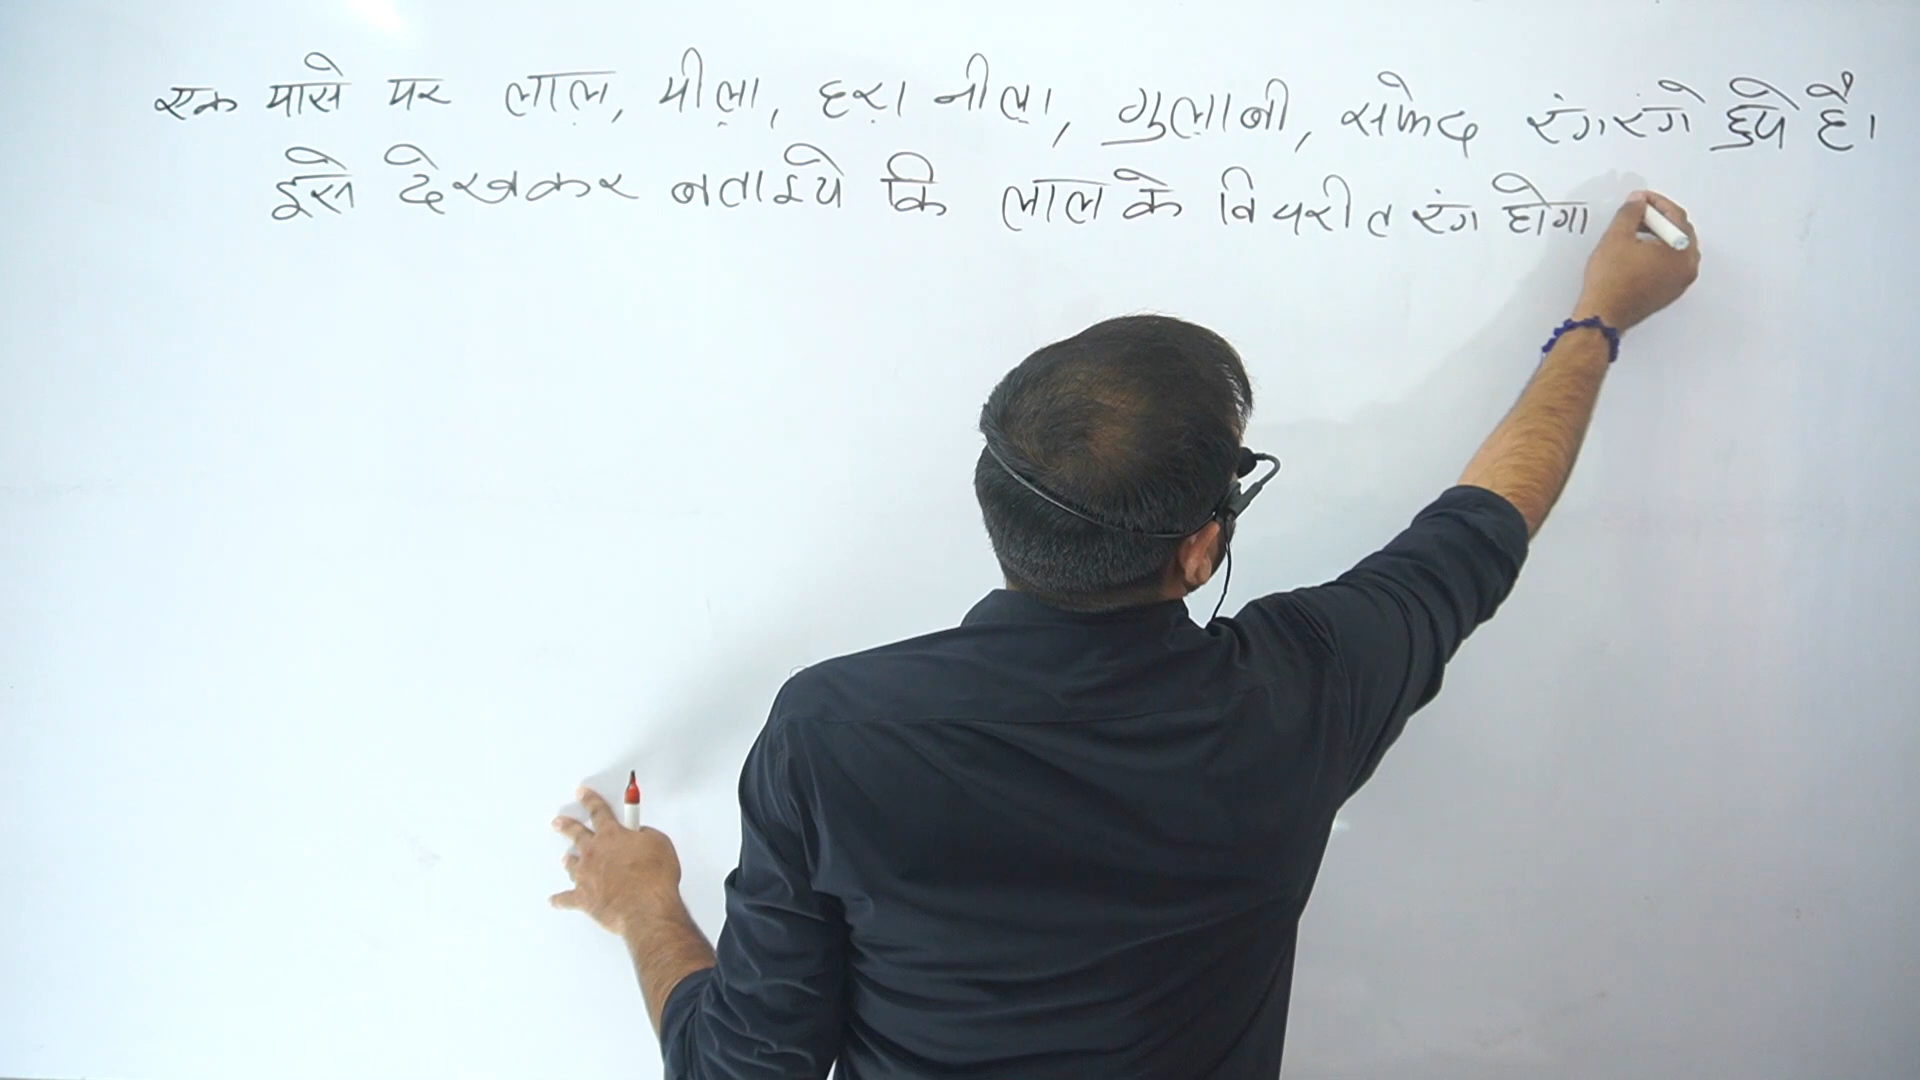 एक पासे पर लाल, पीला, हरा नीला, गुलाबी, सफेद रंग रंगे हुये है।
इसे देखकर बताइये कि लाल के विपरीत रंग होगा